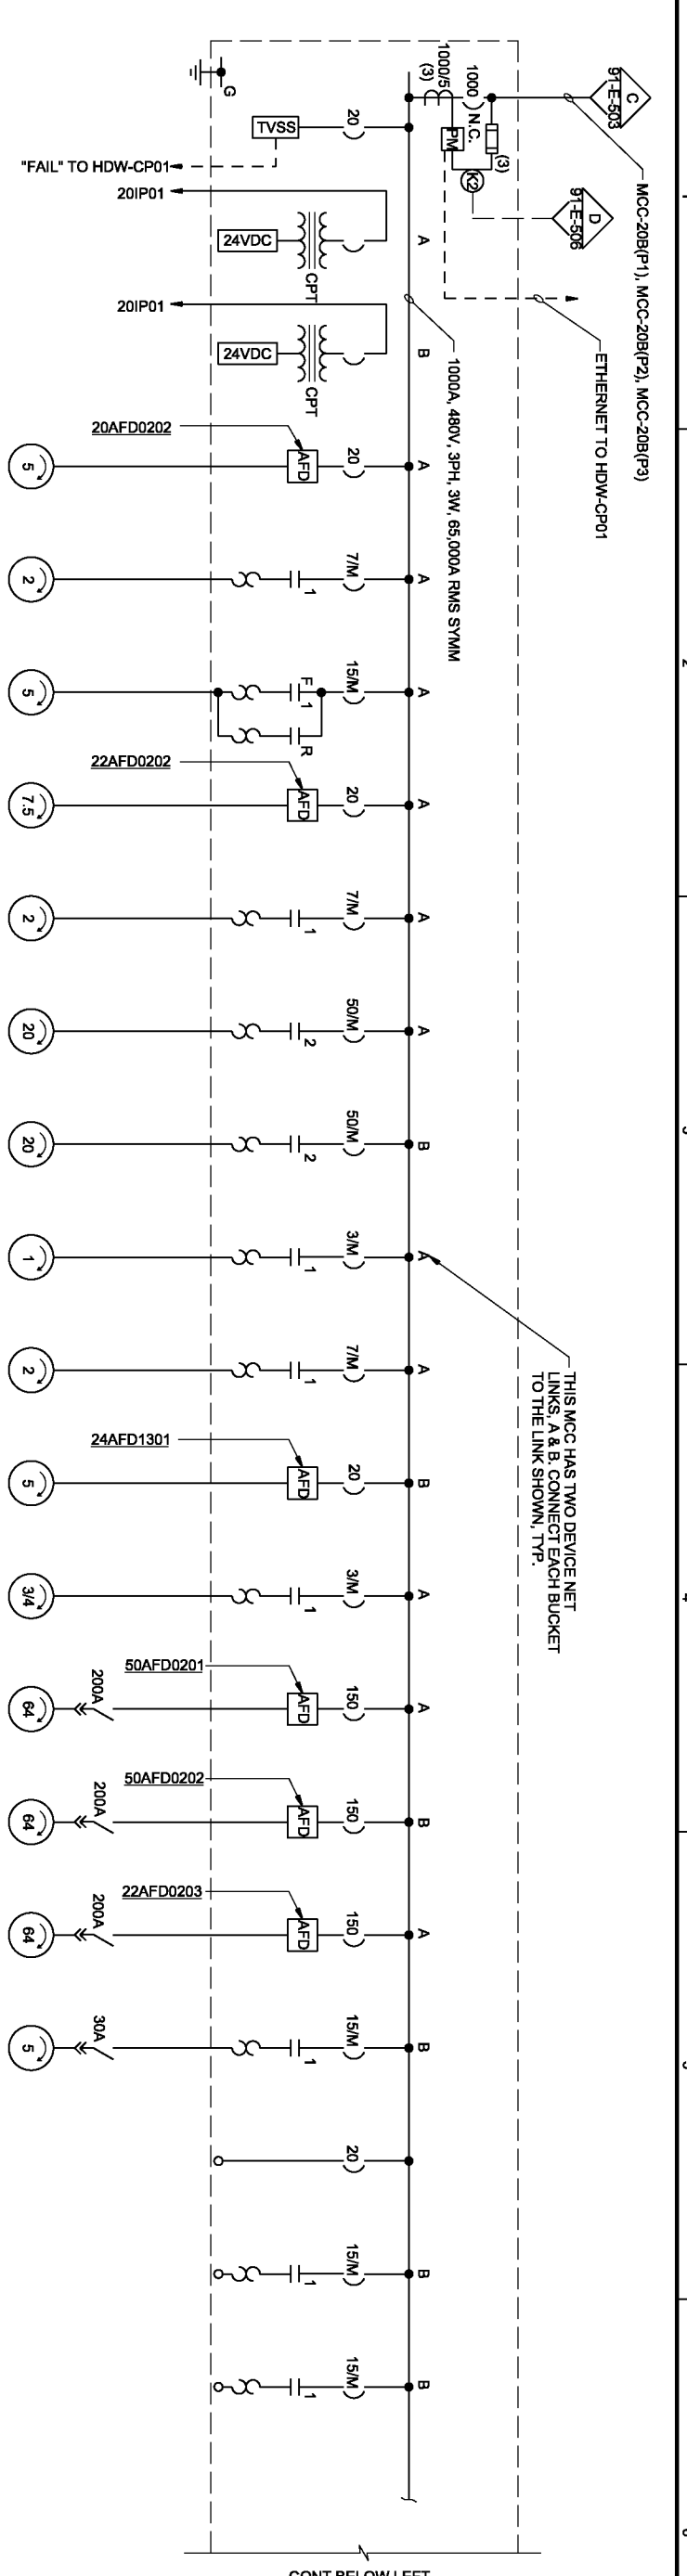 C
91-E-503
MCC-20B(P1), MCC-20B(P2), MCC-20B(P3)
D
91-E-506
ETHERNET TO HDW-CP01
1000/5
(3)
1000
N.C.
(3)
PM
K2
1000A, 480V, 3PH, 3W, 65,000A RMS SYMM
G
20
TVSS
"FAIL" TO HDW-CP01
20IP01
A
24VDC
CPT
20IP01
B
24VDC
CPT
A
20
AFD
20AFD0202
5
A
7/M
1
2
A
15/M
F
1
R
5
A
20
AFD
22AFD0202
7.5
A
7/M
1
2
A
50/M
2
20
B
50/M
2
20
A
3/M
1
1
THIS MCC HAS TWO DEVICE NET
LINKS, A & B. CONNECT EACH BUCKET
TO THE LINK SHOWN, TYP.
A
7/M
1
2
B
20
AFD
24AFD1301
5
A
3/M
1
3/4
A
150
AFD
50AFD0201
200A
64
B
150
AFD
50AFD0202
200A
64
A
150
AFD
22AFD0203
200A
64
B
15/M
1
30A
5
20
B
15/M
1
B
15/M
1
2
4